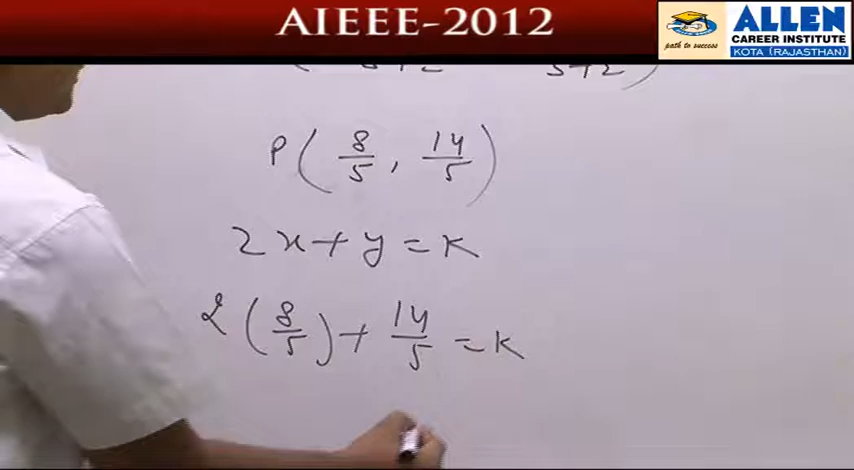 AIEEE-2012
path to success
ALLEN
CAREER INSTITUTE
KOTA (RAJASTHAN)
P(8/5, 14/5)
2x+y=K
2(8/5)+14/5=K